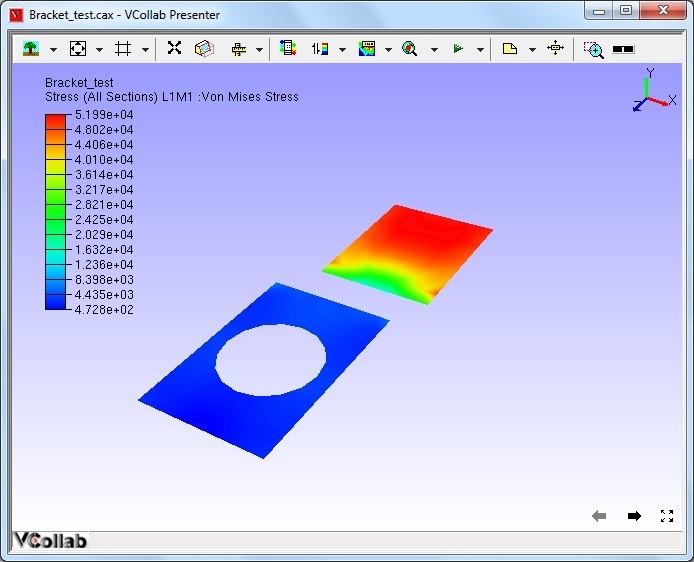 Bracket_test.cax - VCollab Presenter
Bracket_test
Stress (All Sections) L1M1 :Von Mises Stress
5.199e+04
4.802e+04
4.406e+04
4.010e+04
3.614e+04
3.217e+04
2.821e+04
2.425e+04
2.029e+04
1.632e+04
1.236e+04
8.398e+03
4.435e+03
4.728e+02
Y
X
Z
VCollab